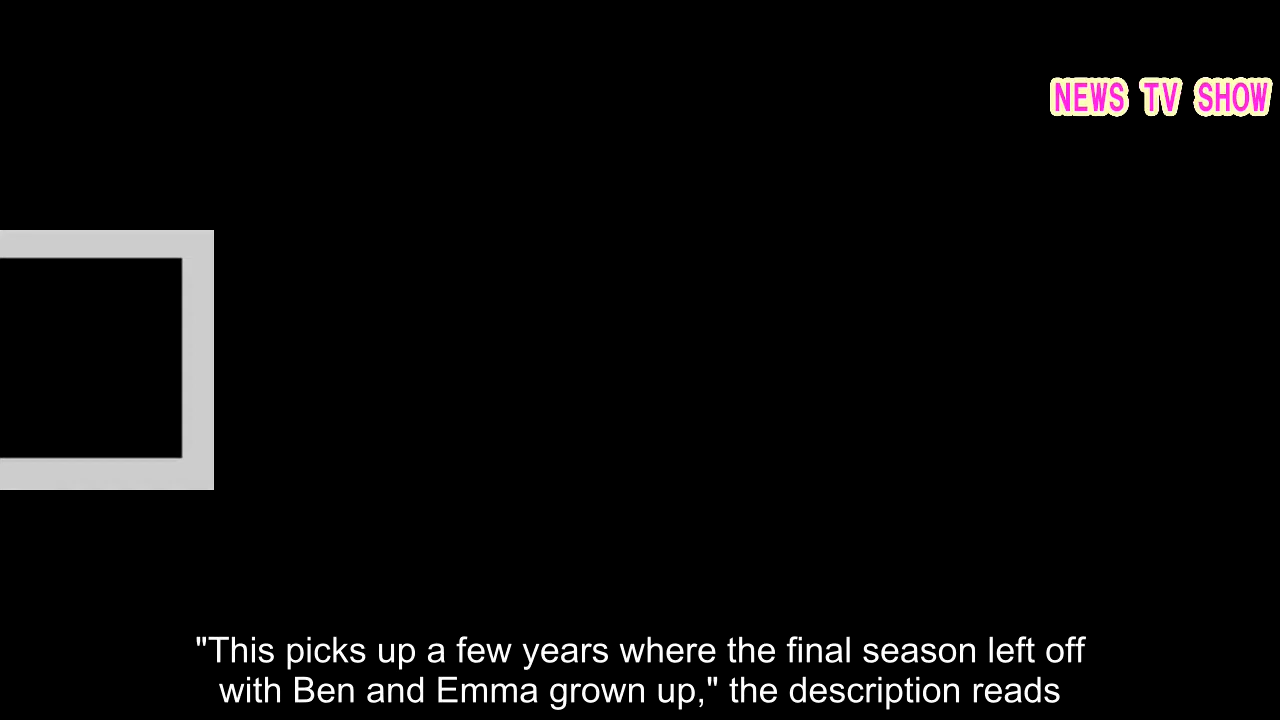 NEWS TV SHOW
"This picks up a few years where the final season left off
with Ben and Emma grown up," the description reads